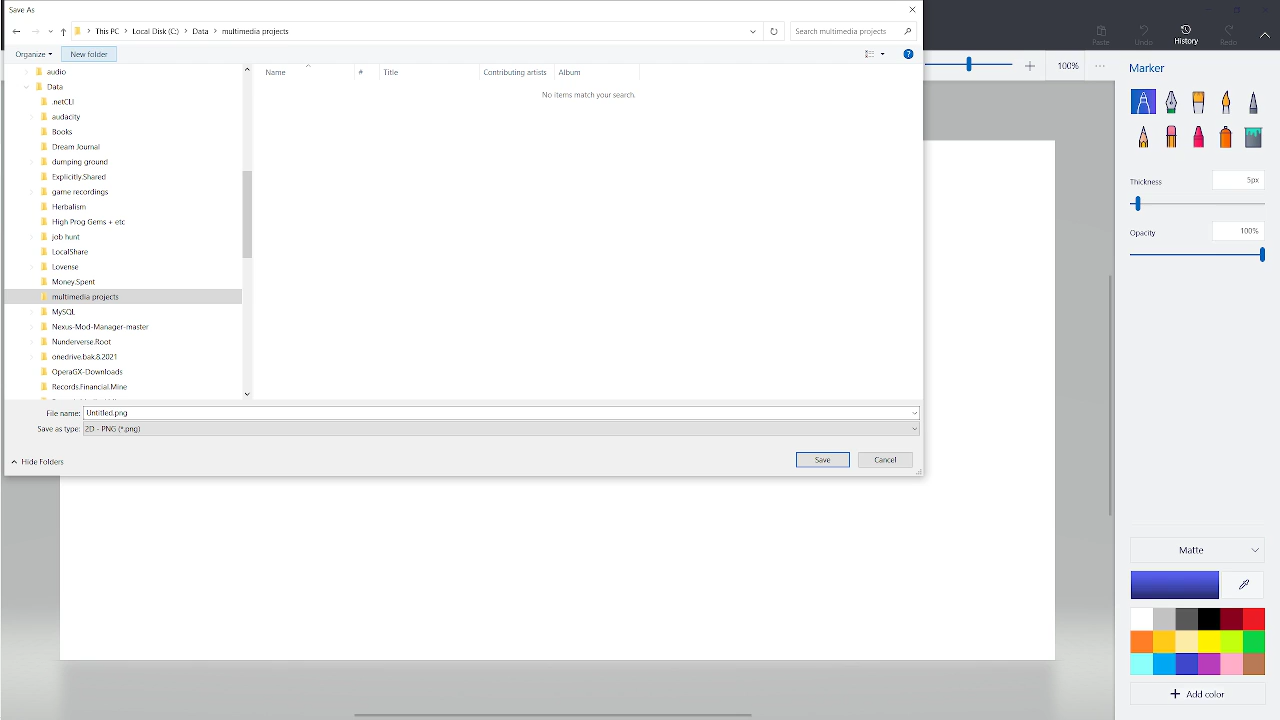 Save As
This PC > Local Disk (C:) > Data > multimedia projects
Search multimedia projects
Organize
New folder
audio
Data
.netCLI
audacity
Books
Dream Journal
dumping ground
Explicitly.Shared
game recordings
Herbalism
High Prog Gems + etc
job hunt
LocalShare
Lovense
Money.Spent
multimedia projects
MySQL
Nexus-Mod-Manager-master
Nunderverse.Root
onedrive.bak.8.2021
OperaGX-Downloads
Records.Financial.Mine
Name # Title Contributing artists Album
No items match your search.
File name: Untitled.png
Save as type: 2D - PNG (*.png)
Hide Folders
Save
Cancel
Paste
Undo
History
Redo
100%
Marker
Thickness
5px
Opacity
100%
Matte
Add color